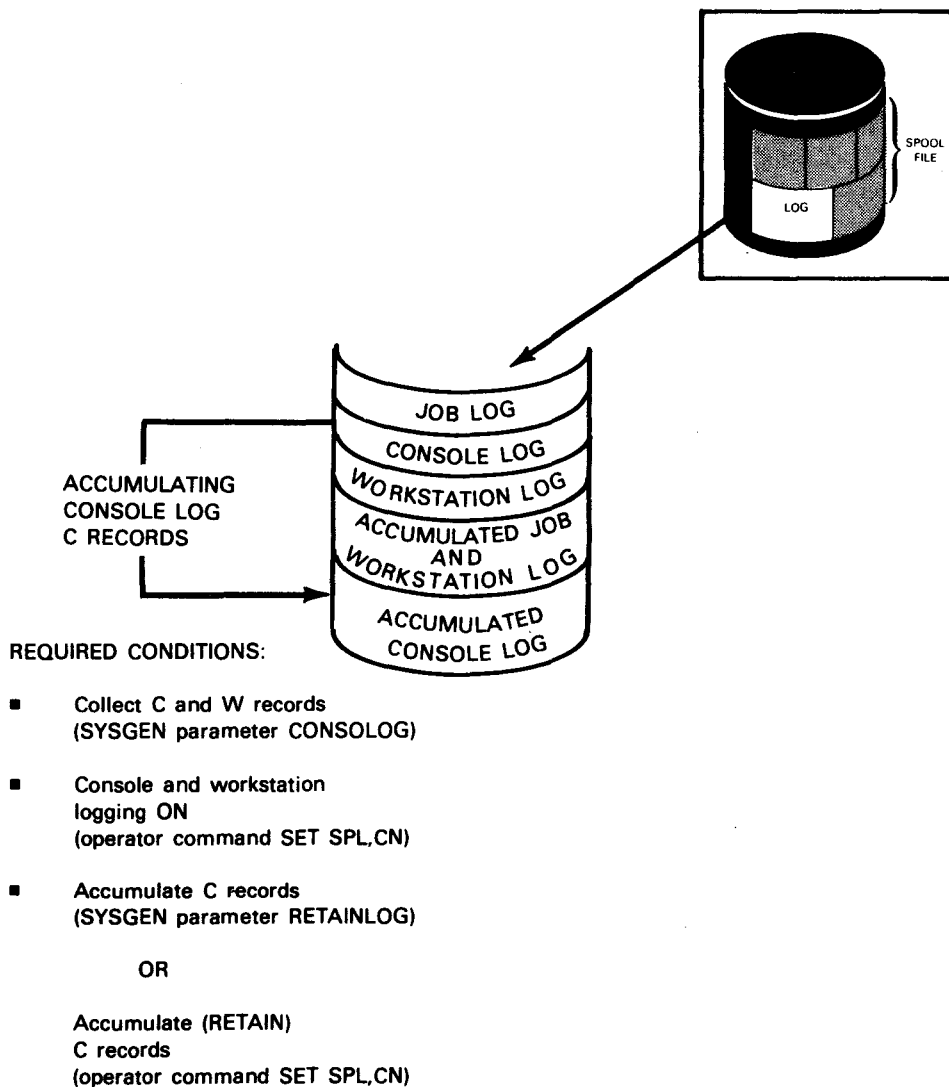 SPOOL
FILE
LOG
JOB LOG
CONSOLE LOG
WORKSTATION LOG
ACCUMULATED JOB
AND
WORKSTATION LOG
ACCUMULATED
CONSOLE LOG
ACCUMULATING
CONSOLE LOG
C RECORDS
REQUIRED CONDITIONS:
■ Collect C and W records
(SYSGEN parameter CONSOLOG)
■ Console and workstation
logging ON
(operator command SET SPL,CN)
■ Accumulate C records
(SYSGEN parameter RETAINLOG)
OR
Accumulate (RETAIN)
C records
(operator command SET SPL,CN)